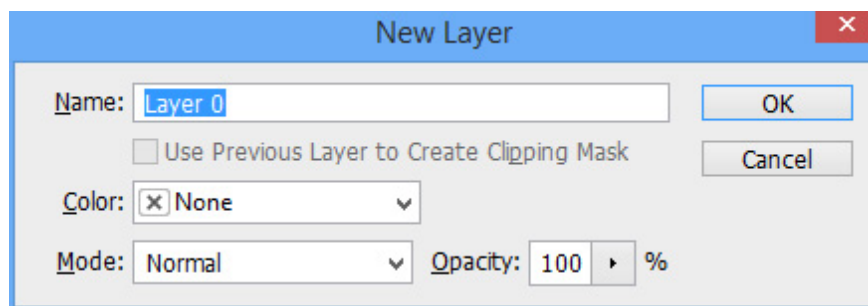 New Layer
Name: Layer 0 OK
Use Previous Layer to Create Clipping Mask Cancel
Color: None
Mode: Normal Opacity: 100 %